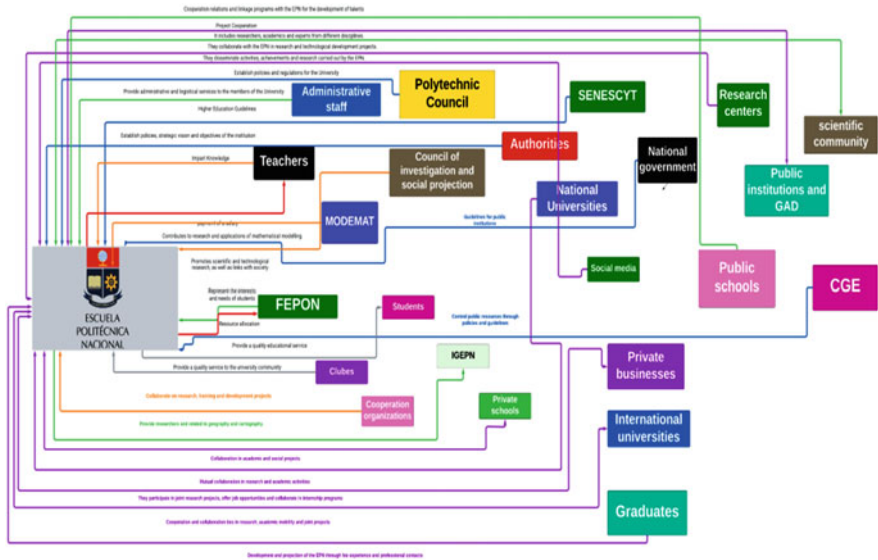 Cooperation relations and linkage programs with the EPN for the development of talents
Project Cooperation
It includes researchers, academics and experts from different disciplines.
They collaborate with the EPN in research and technological development projects
They disseminate activities, achievements and research carried out by the EPN
Establish policies and regulations for the University
Polytechnic
Council
SENESCYT
Research
centers
Provide administrative and logistical services to the members of the University
Administrative
staff
Higher Education Guidelines
scientific
community
Establish policies, strategic vision and objectives of the institution
Authorities
National
government
Impart Knowledge
Teachers
Council of
investigation and
social projection
Public
institutions and
GAD
National
Universities
payment of a salary
MODEMAT
Guidelines for public
institutions
Contributes to research and applications of mathematical modelling.
Promotes scientific and technological
research, as well as links with society
Social media
Public
schools
CGE
Represent the interests
and needs of students
FEPON
Students
ESCUELA
POLITÉCNICA
NACIONAL
Resource allocation
Control public resources through
policies and guidelines
Provide a quality educational service
IGEPN
Private
businesses
Provide a quality service to the university community
Clubes
Collaborate on research, training and development projects
Cooperation
organizations
Private
schools
International
universities
Provide researchers and related to geography and cartography.
Collaboration in academic and social projects
Mutual collaboration in research and academic activities
They participate in joint research projects, offer job opportunities and collaborate in internship programs
Graduates
Cooperation and collaboration ties in research, academic mobility and joint projects
Development and projection of the EPN through the experience and professional contacts